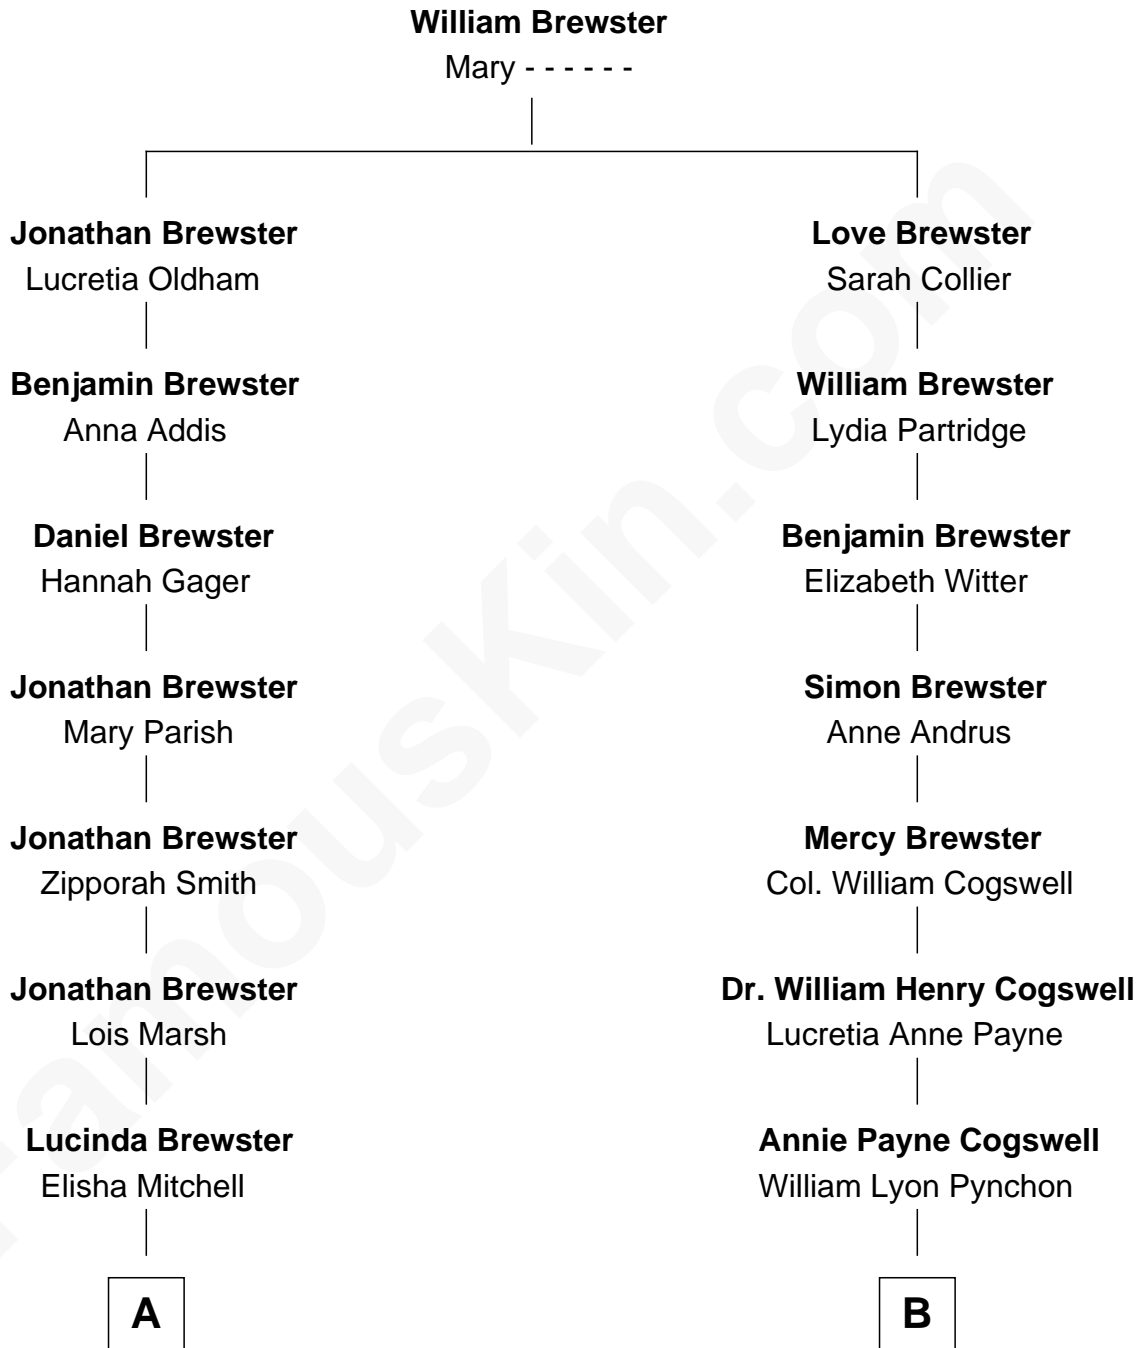 William Brewster
Mary - - - - - -
Jonathan Brewster
Lucretia Oldham
Love Brewster
Sarah Collier
Benjamin Brewster
Anna Addis
William Brewster
Lydia Partridge
Daniel Brewster
Hannah Gager
Benjamin Brewster
Elizabeth Witter
Jonathan Brewster
Mary Parish
Simon Brewster
Anne Andrus
Jonathan Brewster
Zipporah Smith
Mercy Brewster
Col. William Cogswell
Jonathan Brewster
Lois Marsh
Dr. William Henry Cogswell
Lucretia Anne Payne
Lucinda Brewster
Elisha Mitchell
Annie Payne Cogswell
William Lyon Pynchon
A
B
FamousKin.com